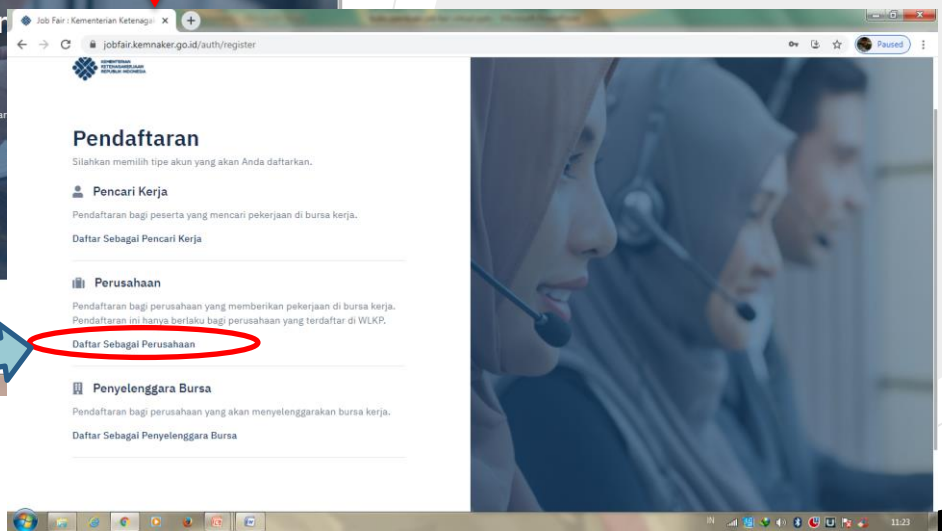 Job Fair : Kementerian Ketenagal
jobfair.kemnaker.go.id/auth/register
Paused
KEMENTERIAN
KETENAGAKERJAAN
REPUBLIK INDONESIA
Pendaftaran
Silahkan memilih tipe akun yang akan Anda daftarkan.
Pencari Kerja
Pendaftaran bagi peserta yang mencari pekerjaan di bursa kerja.
Daftar Sebagai Pencari Kerja
Perusahaan
Pendaftaran bagi perusahaan yang memberikan pekerjaan di bursa kerja.
Pendaftaran ini hanya berlaku bagi perusahaan yang terdaftar di WLKP.
Daftar Sebagai Perusahaan
Penyelenggara Bursa
Pendaftaran bagi perusahaan yang akan menyelenggarakan bursa kerja.
Daftar Sebagai Penyelenggara Bursa
IN
11:23